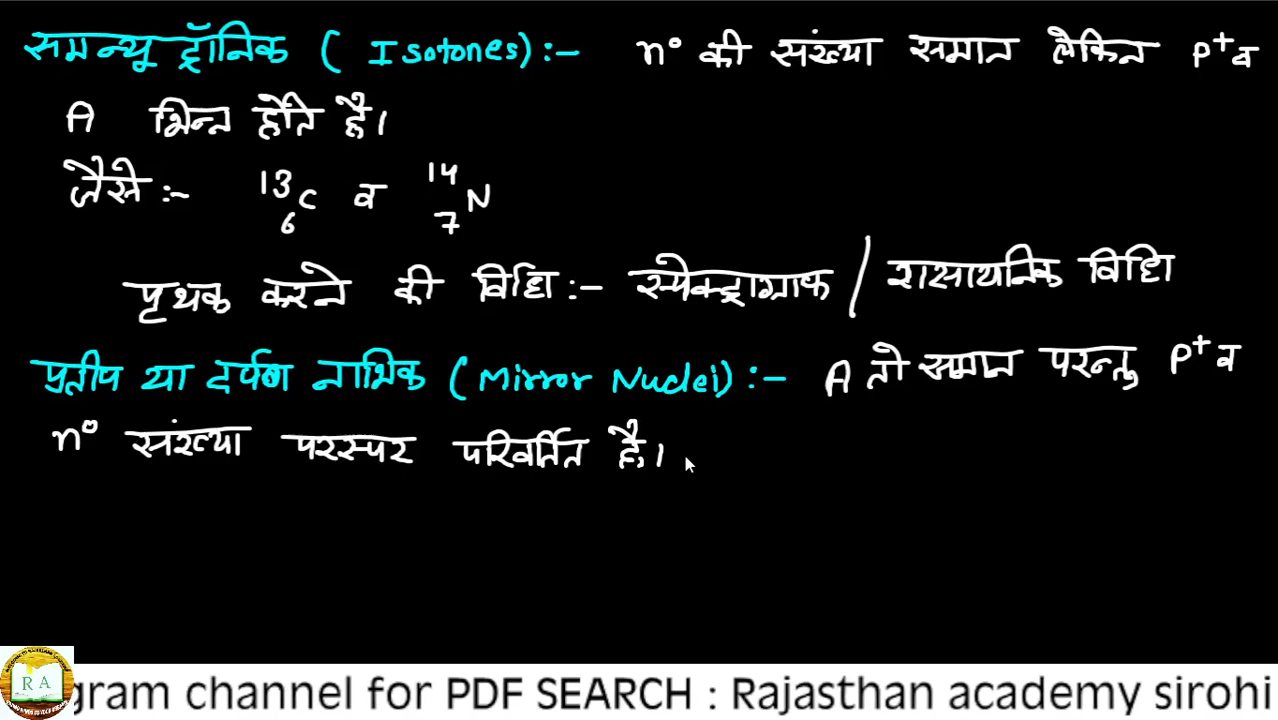 समन्यूट्रॉनिक (Isotones):- n° की संख्या समान लेकिन P⁺ व
A भिन्न होते है।
जैसे:- ¹³₆C व ¹⁴₇N
पृथक करने की विधि:- स्पेक्ट्राग्राफ / रासायनिक विधि
प्रतीप या दर्पण नाभिक (Mirror Nuclei):- A तो समान परन्तु P⁺ व
n° संख्या परस्पर परिवर्तित है।
RA
gram channel for PDF SEARCH : Rajasthan academy sirohi